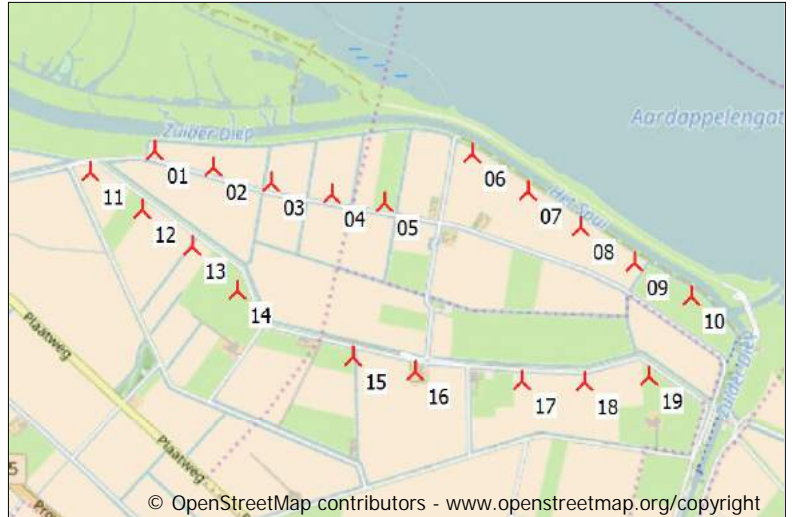 Zuider Diep
Aardappelengat
01
02
03
04
05
06
07
08
09
10
Het Spui
11
12
13
14
15
16
17
18
19
Plaatweg
Plaatweg
Zuider Diep
© OpenStreetMap contributors - www.openstreetmap.org/copyright